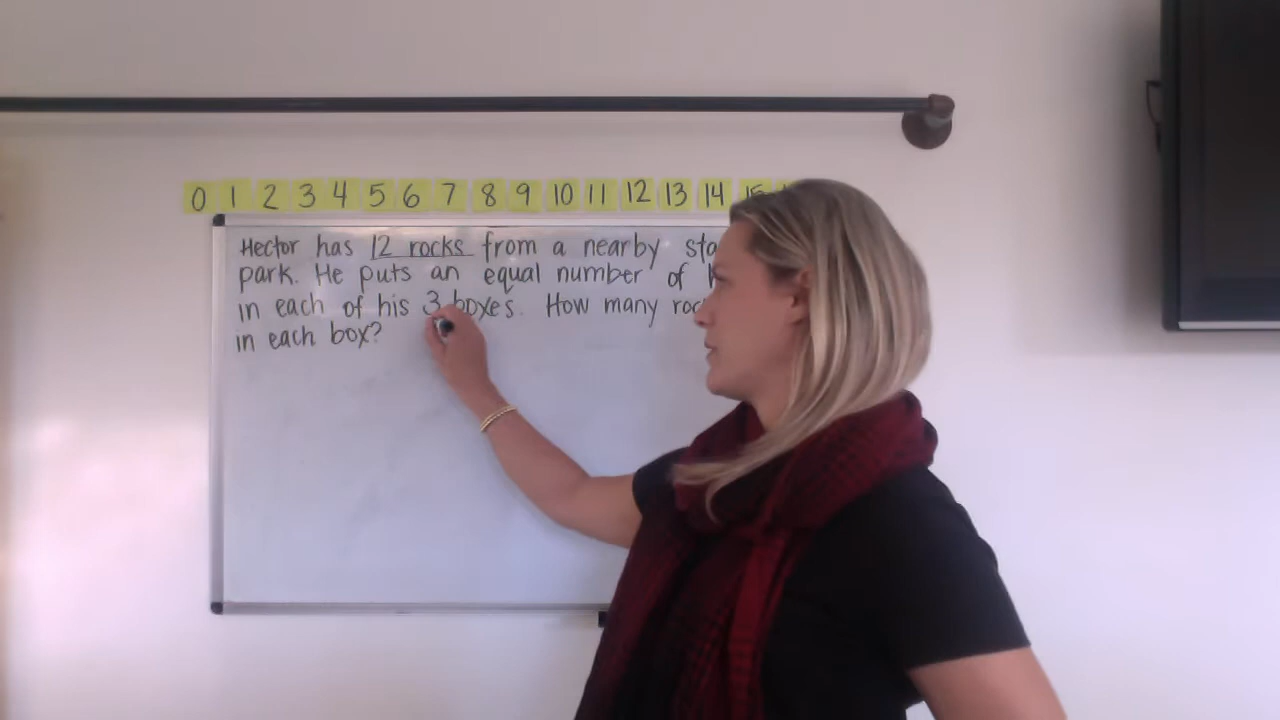 0 1 2 3 4 5 6 7 8 9 10 11 12 13 14 15
Hector has 12 rocks from a nearby
park. He puts an equal number of
in each of his 3 boxes. How many
in each box?